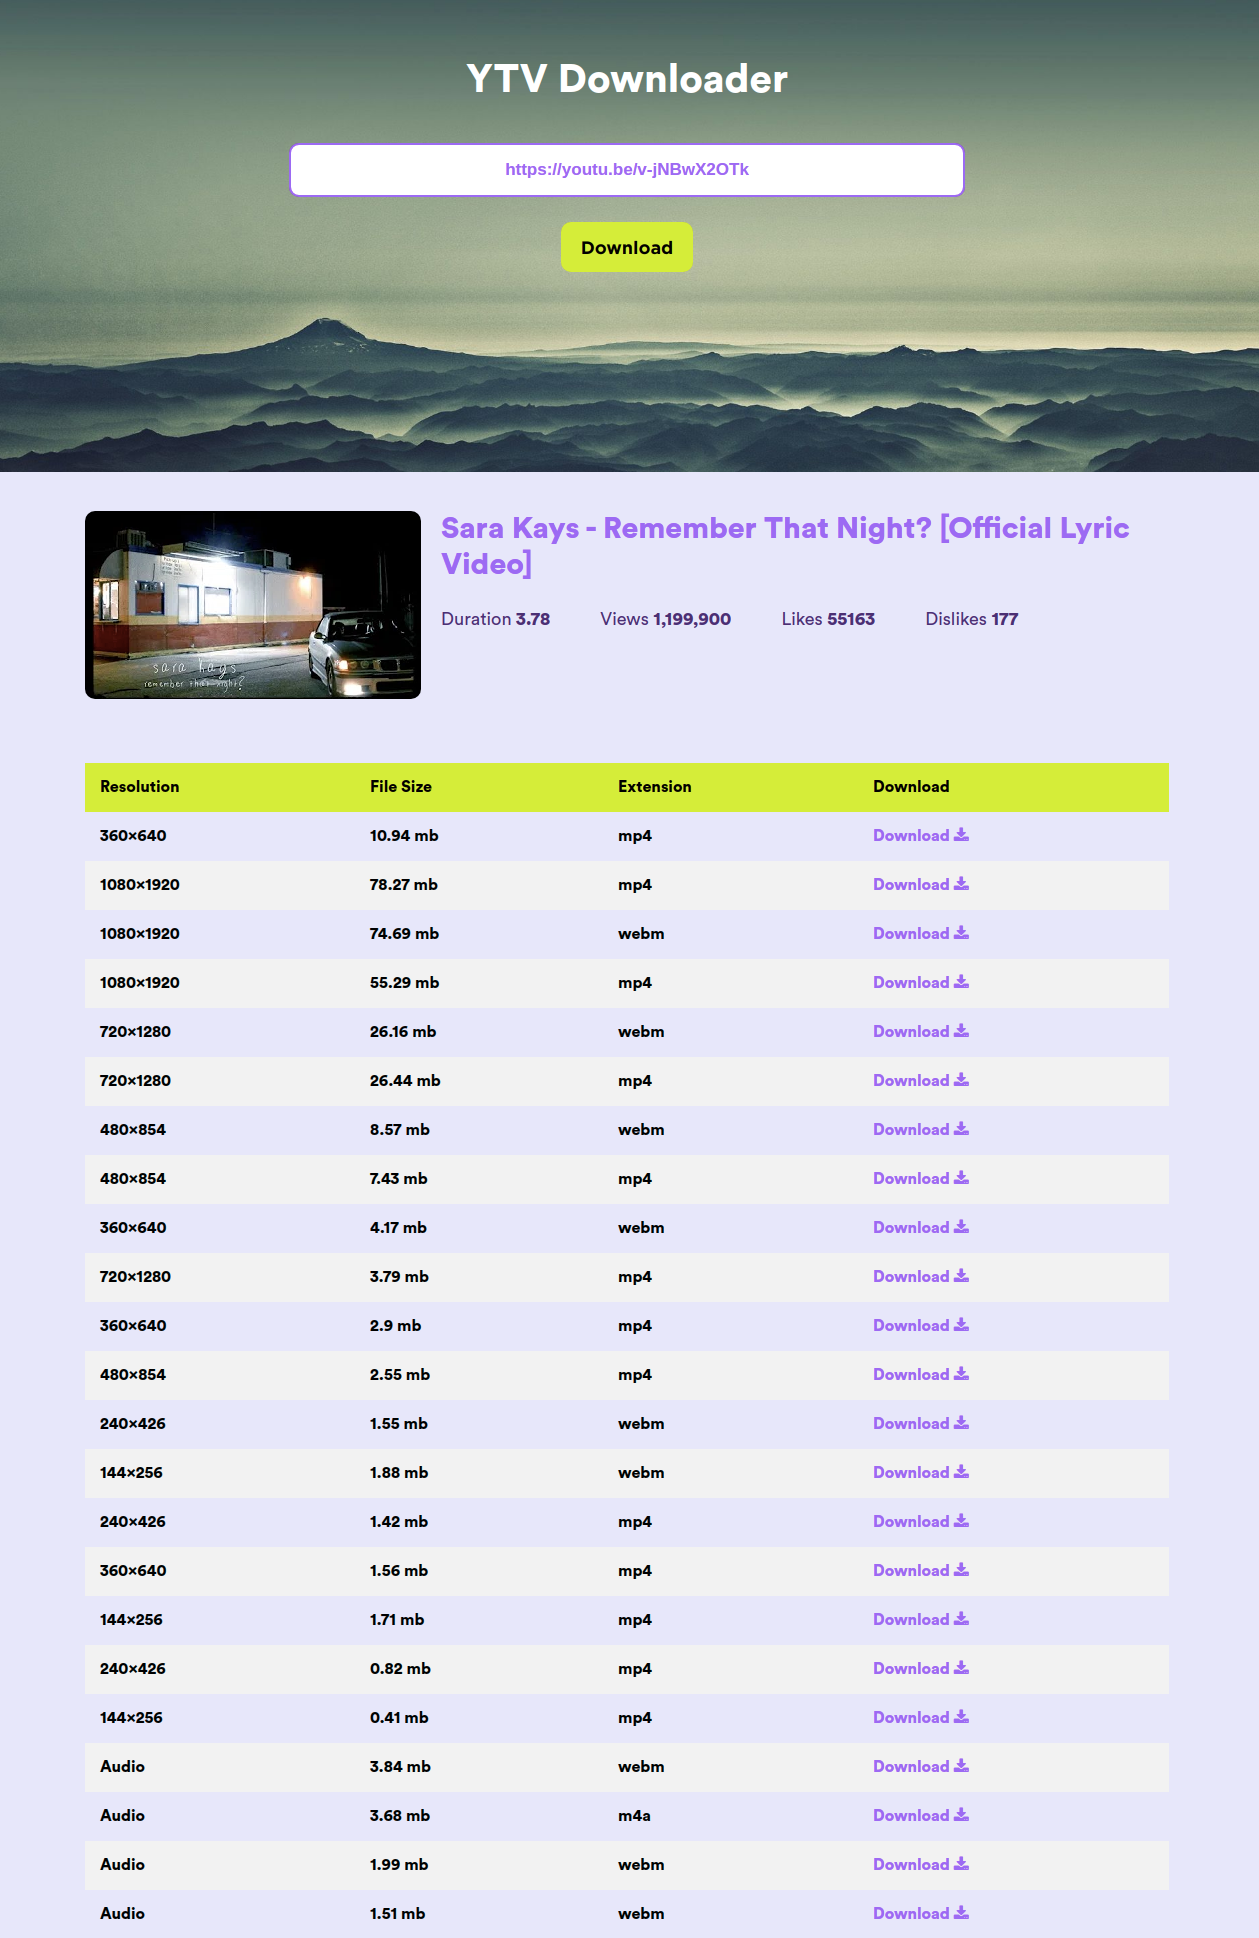 YTV Downloader
https://youtu.be/v-jNBwX2OTk
Download
Sara Kays - Remember That Night? [Official Lyric
Video]
Duration 3.78 Views 1,199,900 Likes 55163 Dislikes 177
sara kays
remember that night?
Resolution File Size Extension Download
360×640 10.94 mb mp4 Download
1080×1920 78.27 mb mp4 Download
1080×1920 74.69 mb webm Download
1080×1920 55.29 mb mp4 Download
720×1280 26.16 mb webm Download
720×1280 26.44 mb mp4 Download
480×854 8.57 mb webm Download
480×854 7.43 mb mp4 Download
360×640 4.17 mb webm Download
720×1280 3.79 mb mp4 Download
360×640 2.9 mb mp4 Download
480×854 2.55 mb mp4 Download
240×426 1.55 mb webm Download
144×256 1.88 mb webm Download
240×426 1.42 mb mp4 Download
360×640 1.56 mb mp4 Download
144×256 1.71 mb mp4 Download
240×426 0.82 mb mp4 Download
144×256 0.41 mb mp4 Download
Audio 3.84 mb webm Download
Audio 3.68 mb m4a Download
Audio 1.99 mb webm Download
Audio 1.51 mb webm Download